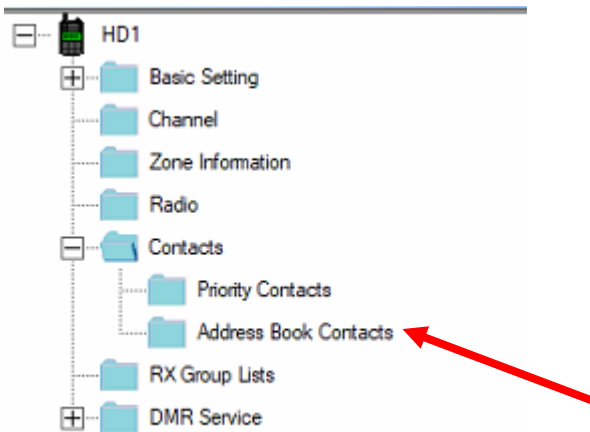 HD1
Basic Setting
Channel
Zone Information
Radio
Contacts
Priority Contacts
Address Book Contacts
RX Group Lists
DMR Service